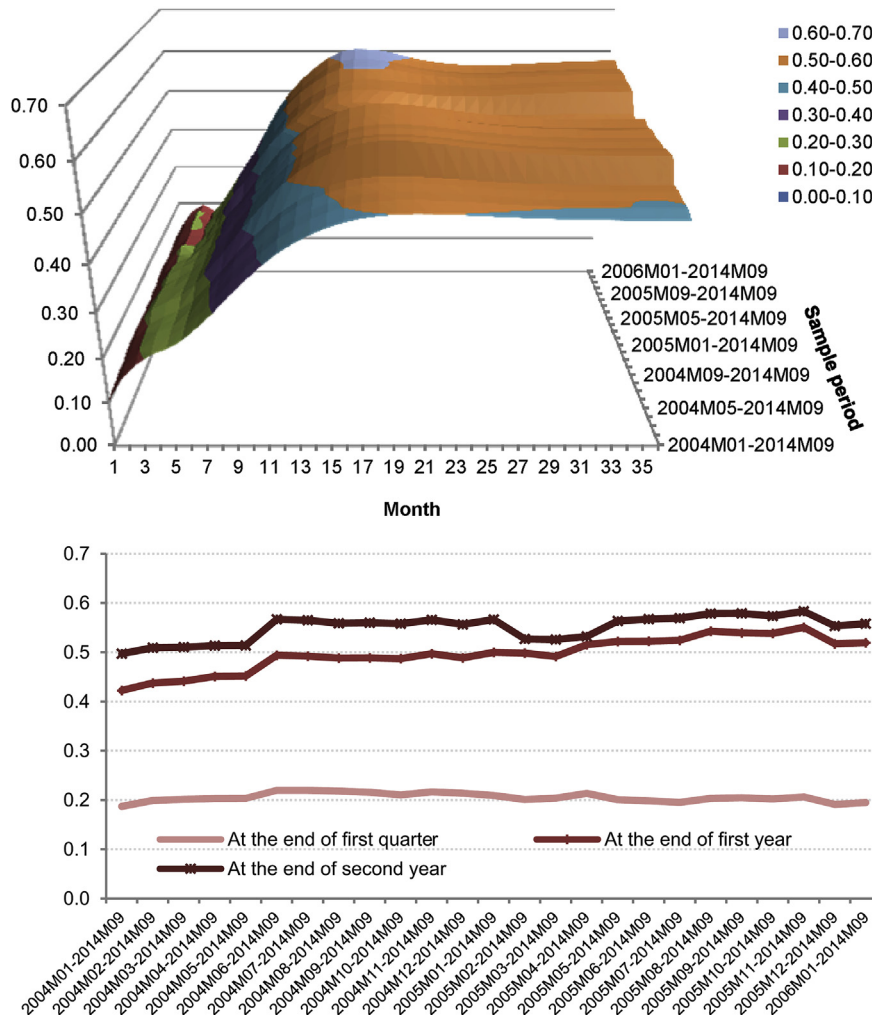 0.60-0.70
0.50-0.60
0.40-0.50
0.30-0.40
0.20-0.30
0.10-0.20
0.00-0.10
0.70
0.60
0.50
0.40
0.30
0.20
0.10
0.00
2006M01-2014M09
2005M09-2014M09
2005M05-2014M09
2005M01-2014M09
2004M09-2014M09
2004M05-2014M09
2004M01-2014M09
Sample period
1 3 5 7 9 11 13 15 17 19 21 23 25 27 29 31 33 35
Month
0.7
0.6
0.5
0.4
0.3
0.2
0.1
0.0
At the end of first quarter
At the end of first year
At the end of second year
2004M01-2014M09
2004M02-2014M09
2004M03-2014M09
2004M04-2014M09
2004M05-2014M09
2004M06-2014M09
2004M07-2014M09
2004M08-2014M09
2004M09-2014M09
2004M10-2014M09
2004M11-2014M09
2004M12-2014M09
2005M01-2014M09
2005M02-2014M09
2005M03-2014M09
2005M04-2014M09
2005M05-2014M09
2005M06-2014M09
2005M07-2014M09
2005M08-2014M09
2005M09-2014M09
2005M10-2014M09
2005M11-2014M09
2005M12-2014M09
2006M01-2014M09